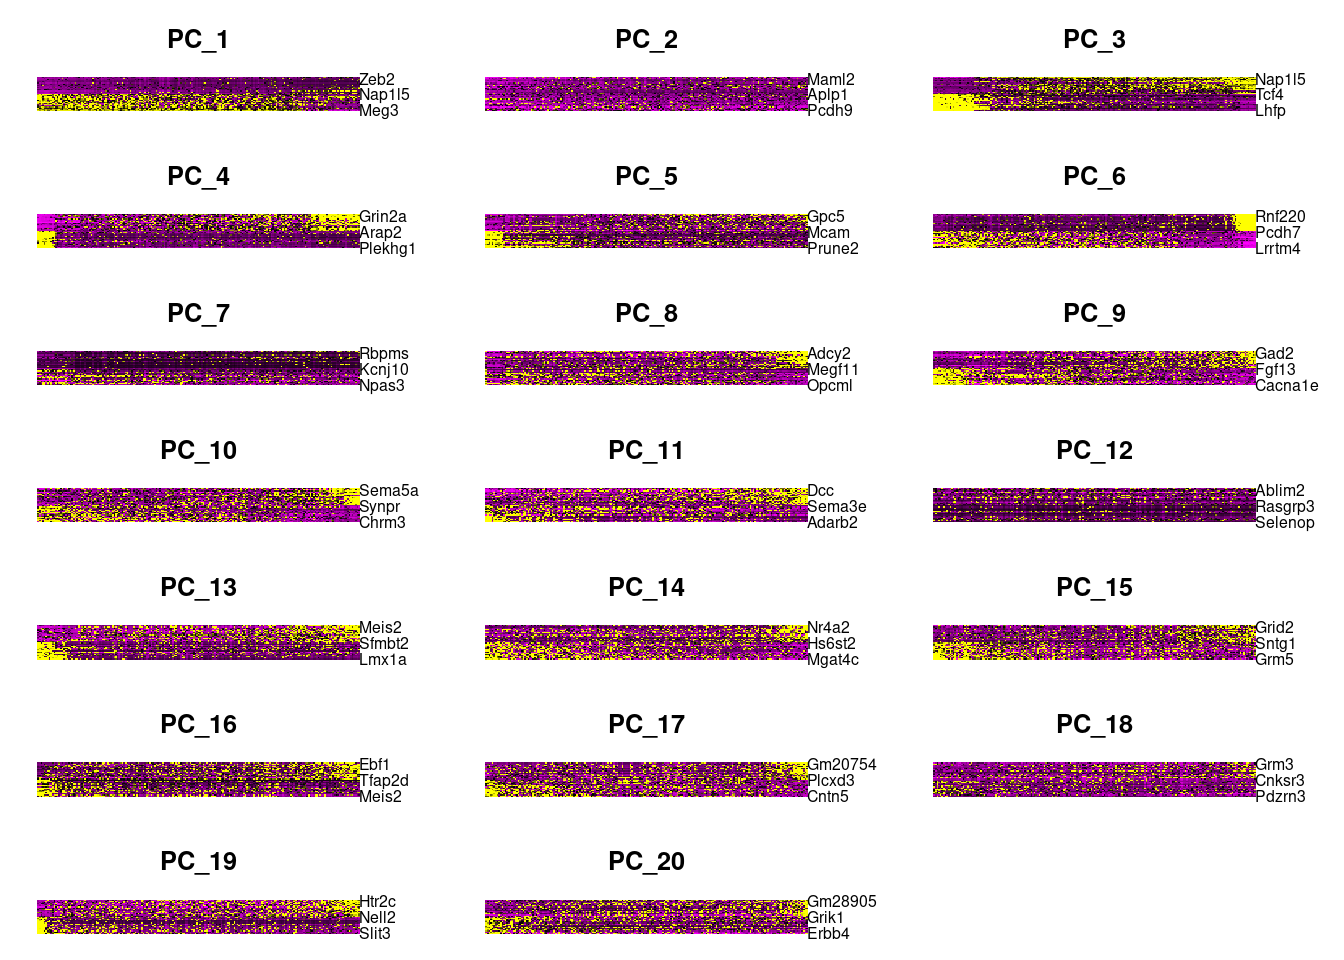 PC_1
Zeb2
Nap1l5
Meg3
PC_2
Maml2
Aplp1
Pcdh9
PC_3
Nap1l5
Tcf4
Lhfp
PC_4
Grin2a
Arap2
Plekhg1
PC_5
Gpc5
Mcam
Prune2
PC_6
Rnf220
Pcdh7
Lrrtm4
PC_7
Rbpms
Kcnj10
Npas3
PC_8
Adcy2
Megf11
Opcml
PC_9
Gad2
Fgf13
Cacna1e
PC_10
Sema5a
Synpr
Chrm3
PC_11
Dcc
Sema3e
Adarb2
PC_12
Ablim2
Rasgrp3
Selenop
PC_13
Meis2
Sfmbt2
Lmx1a
PC_14
Nr4a2
Hs6st2
Mgat4c
PC_15
Grid2
Sntg1
Grm5
PC_16
Ebf1
Tfap2d
Meis2
PC_17
Gm20754
Plcxd3
Cntn5
PC_18
Grm3
Cnksr3
Pdzrn3
PC_19
Htr2c
Nell2
Slit3
PC_20
Gm28905
Grik1
Erbb4